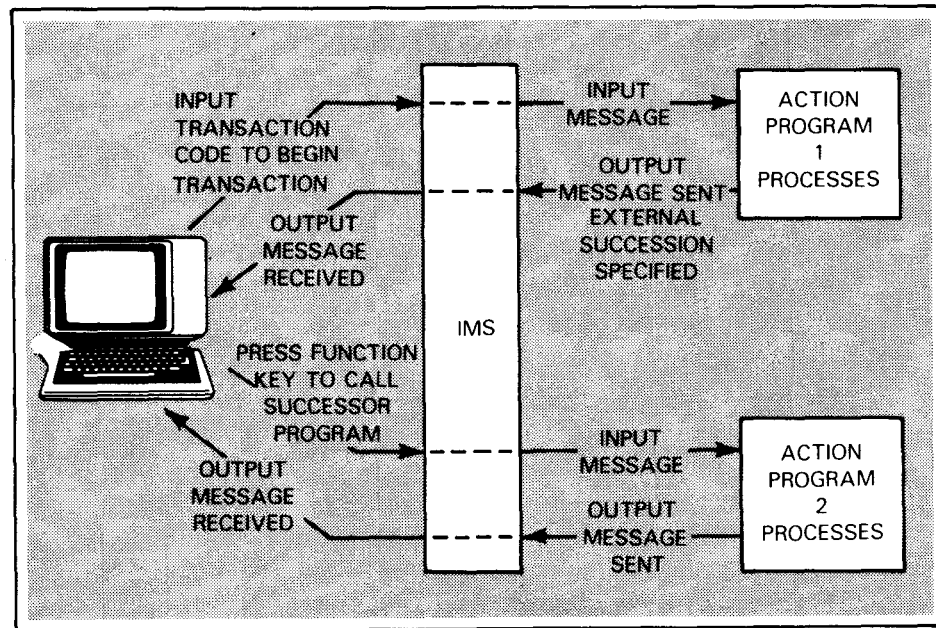 INPUT
TRANSACTION
CODE TO BEGIN
TRANSACTION
INPUT
MESSAGE
ACTION
PROGRAM
1
PROCESSES
OUTPUT
MESSAGE
RECEIVED
OUTPUT
MESSAGE SENT
EXTERNAL
SUCCESSION
SPECIFIED
IMS
PRESS FUNCTION
KEY TO CALL
SUCCESSOR
PROGRAM
INPUT
MESSAGE
ACTION
PROGRAM
2
PROCESSES
OUTPUT
MESSAGE
RECEIVED
OUTPUT
MESSAGE
SENT